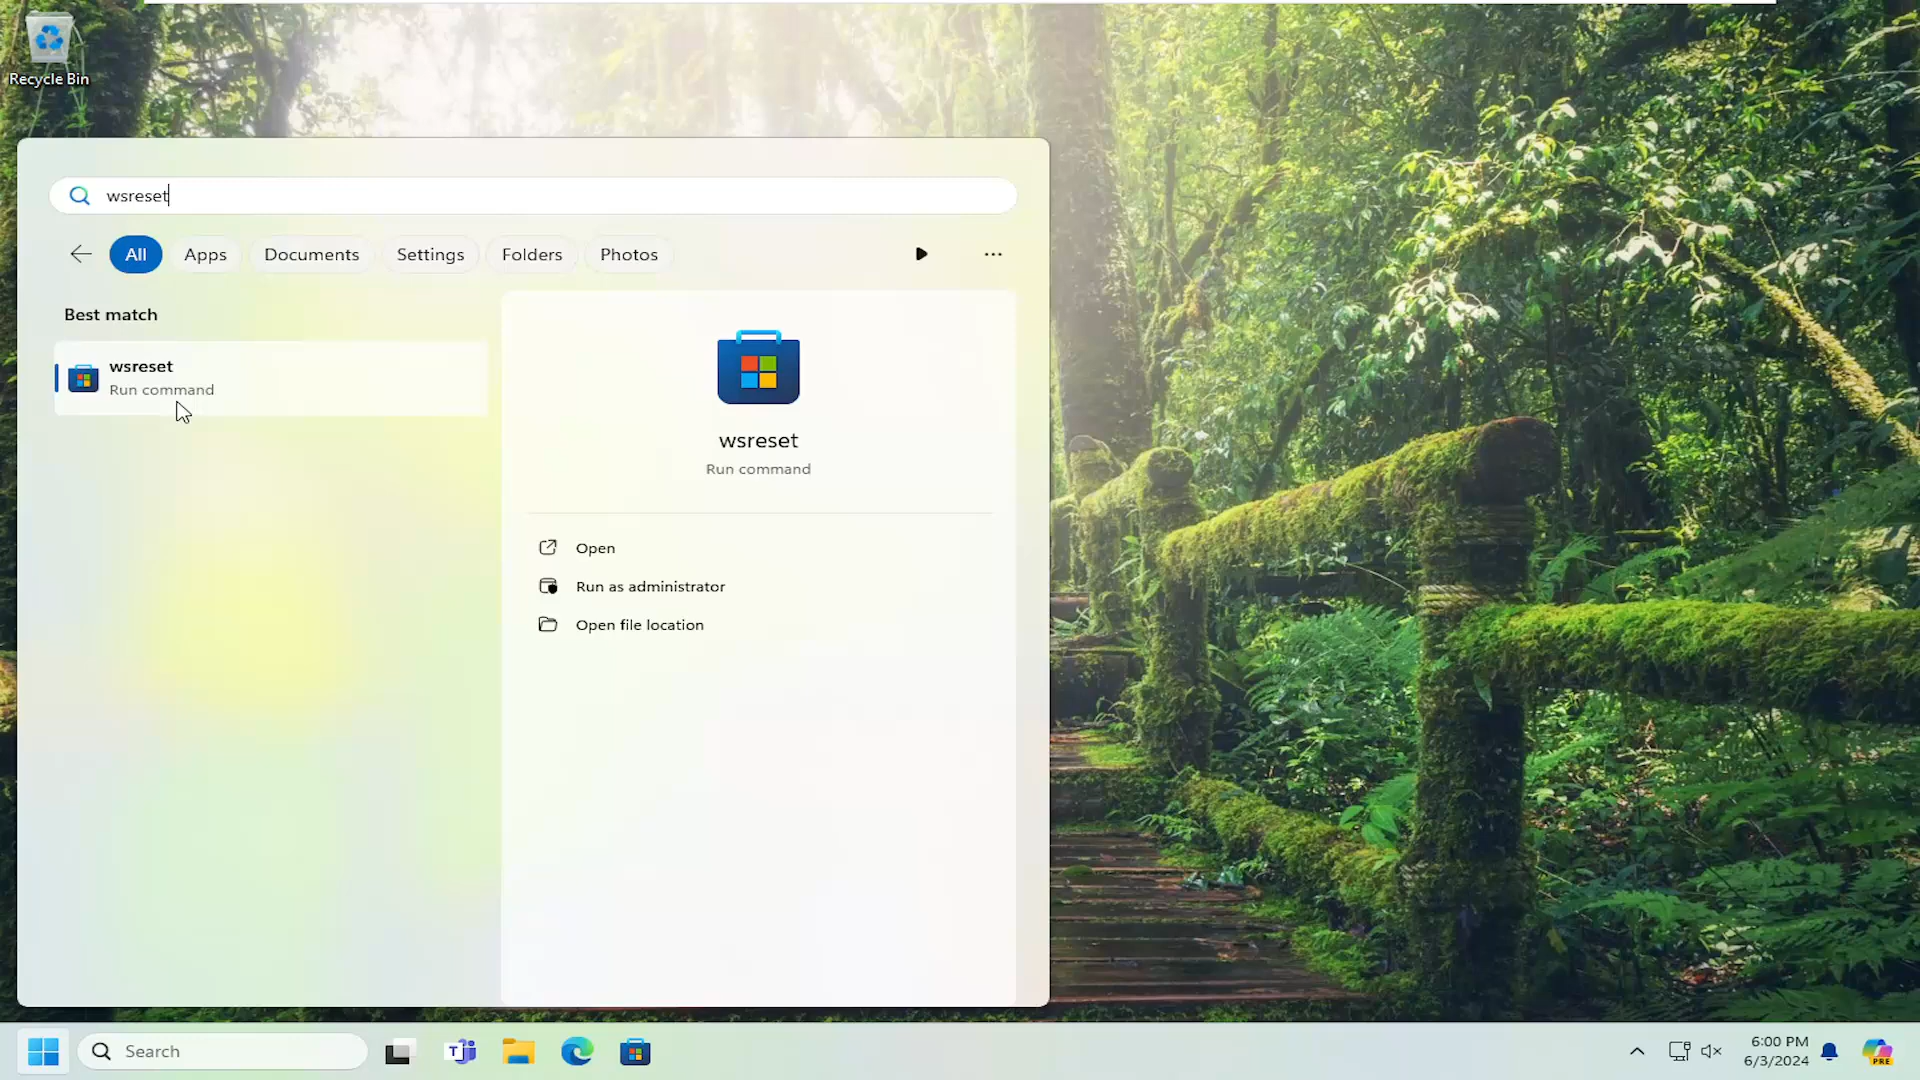 Recycle Bin
wsreset
All Apps Documents Settings Folders Photos
Best match
wsreset
Run command
wsreset
Run command
Open
Run as administrator
Open file location
Search
6:00 PM
6/3/2024
T
PRE